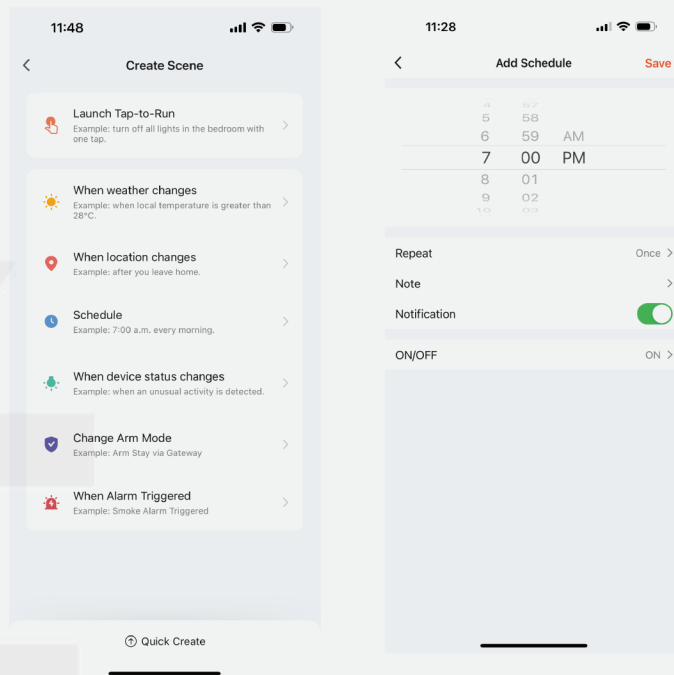 11:48
Create Scene
Launch Tap-to-Run
Example: turn off all lights in the bedroom with
one tap.
When weather changes
Example: when local temperature is greater than
28°C.
When location changes
Example: after you leave home.
Schedule
Example: 7:00 a.m. every morning.
When device status changes
Example: when an unusual activity is detected.
Change Arm Mode
Example: Arm Stay via Gateway
When Alarm Triggered
Example: Smoke Alarm Triggered
Quick Create
11:28
Add Schedule Save
4 57
5 58
6 59 AM
7 00 PM
8 01
9 02
10 03
Repeat Once
Note
Notification
ON/OFF ON